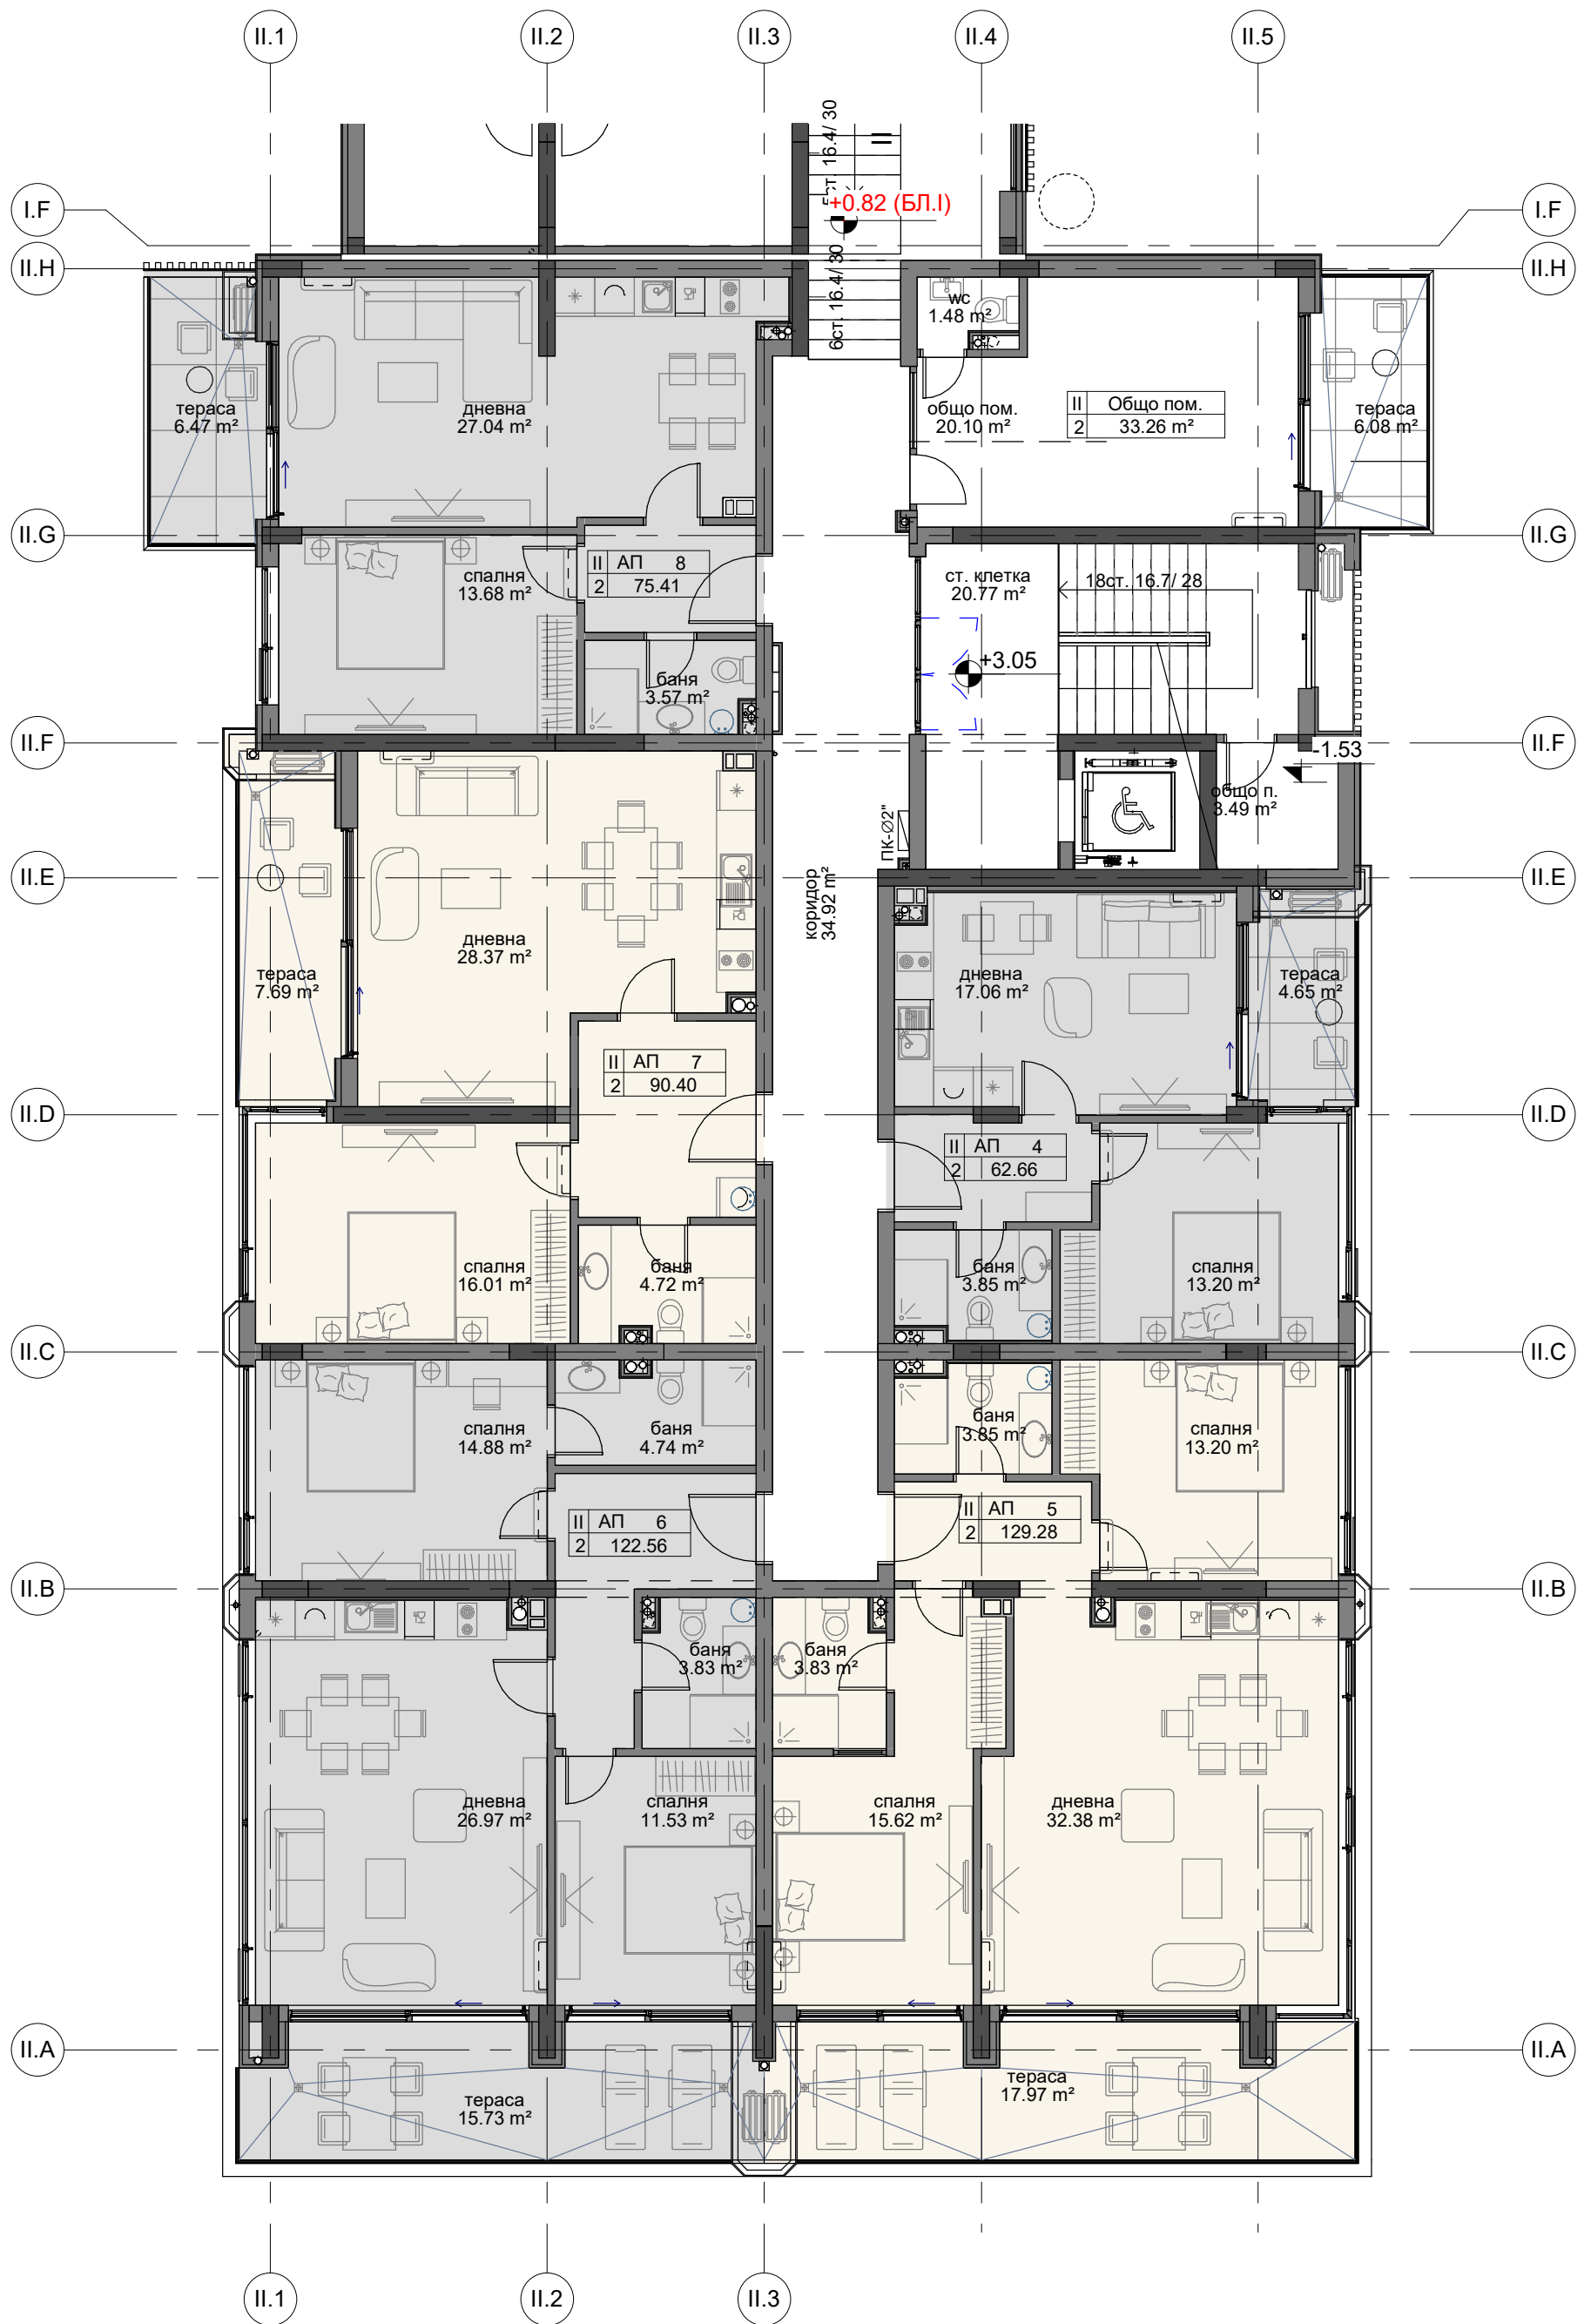 II.1
II.2
II.3
II.4
II.5
5ст. 16.4/ 30
+0.82 (БЛ.I)
I.F
I.F
II.H
II.H
6ст. 16.4/ 30
wc
1.48 m²
тераса
6.47 m²
дневна
27.04 m²
общо пом.
20.10 m²
II Общо пом.
2 33.26 m²
тераса
6.08 m²
II.G
II.G
спалня
13.68 m²
II АП 8
2 75.41
ст. клетка
20.77 m²
18ст. 16.7/ 28
+3.05
баня
3.57 m²
II.F
II.F
-1.53
общо п.
3.49 m²
ПК-Ø2"
II.E
II.E
коридор
34.92 m²
дневна
28.37 m²
тераса
7.69 m²
дневна
17.06 m²
тераса
4.65 m²
II АП 7
2 90.40
II.D
II.D
II АП 4
2 62.66
спалня
16.01 m²
баня
4.72 m²
баня
3.85 m²
спалня
13.20 m²
II.C
II.C
спалня
14.88 m²
баня
4.74 m²
баня
3.85 m²
спалня
13.20 m²
II АП 6
2 122.56
II АП 5
2 129.28
II.B
II.B
баня
3.83 m²
баня
3.83 m²
дневна
26.97 m²
спалня
11.53 m²
спалня
15.62 m²
дневна
32.38 m²
II.A
II.A
тераса
15.73 m²
тераса
17.97 m²
II.1
II.2
II.3